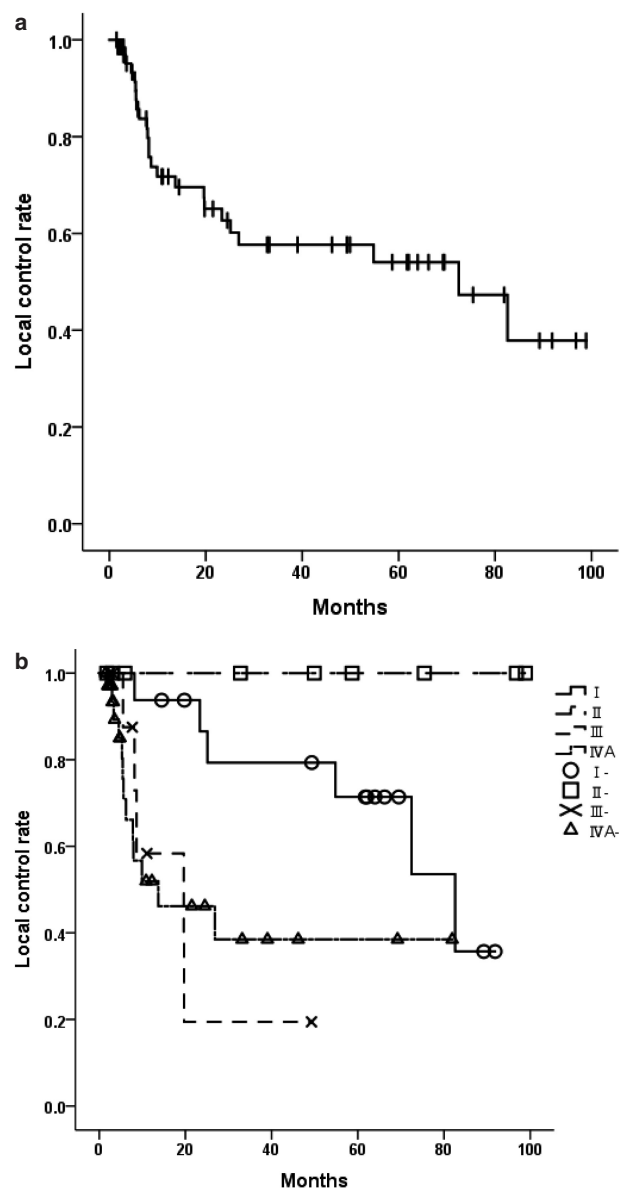 a
Local control rate
1.0
0.8
0.6
0.4
0.2
0.0
0 20 40 60 80 100
Months
b
Local control rate
1.0
0.8
0.6
0.4
0.2
0.0
0 20 40 60 80 100
Months
I
II
III
IVA
I-
II-
III-
IVA-